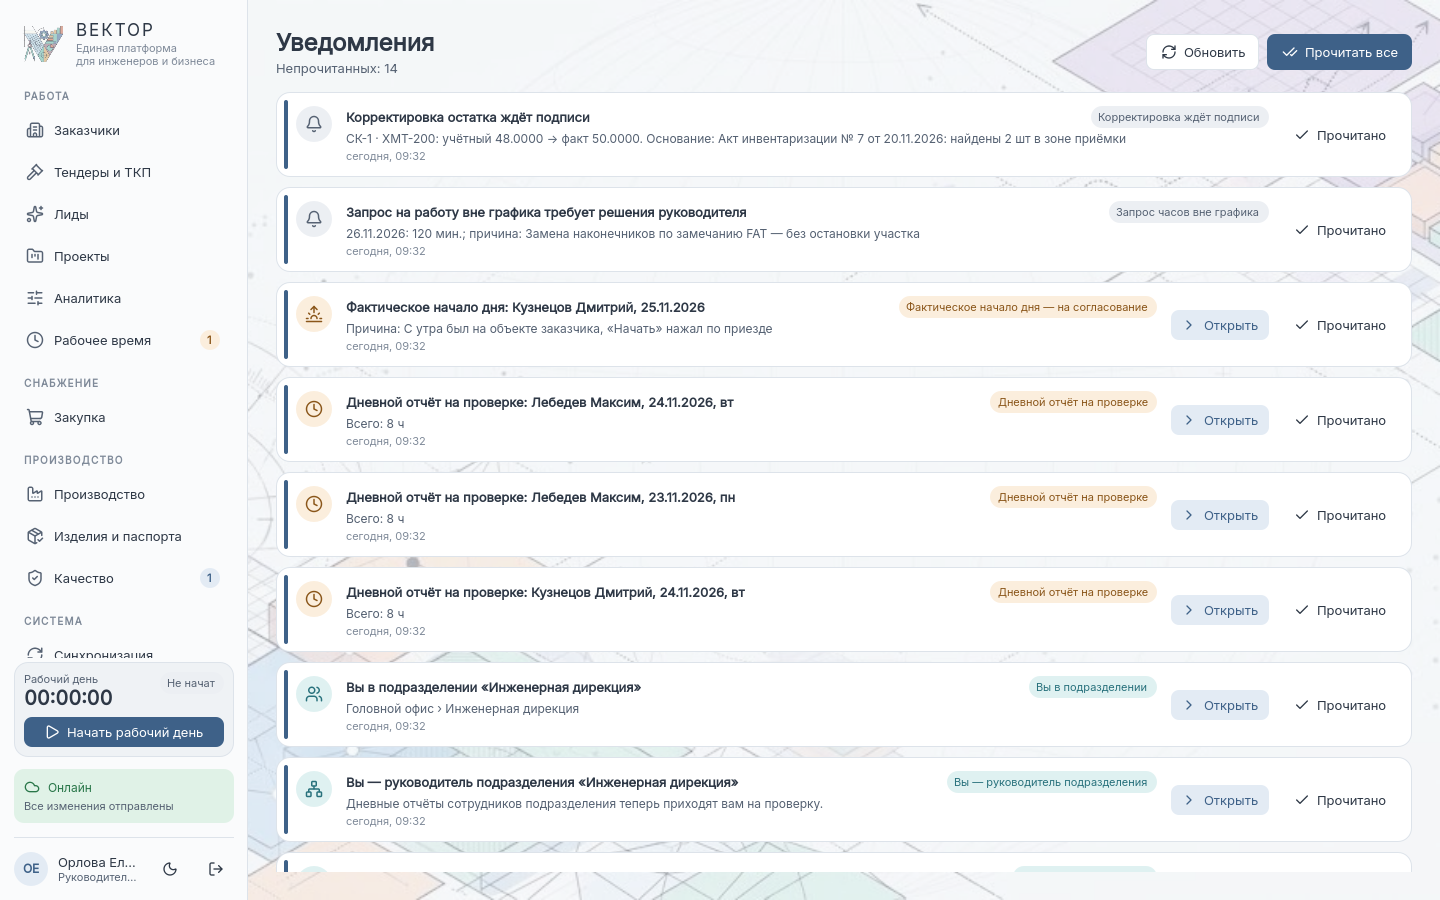 ВЕКТОР
Единая платформа
для инженеров и бизнеса
РАБОТА
Заказчики
Тендеры и ТКП
Лиды
Проекты
Аналитика
Рабочее время 1
СНАБЖЕНИЕ
Закупка
ПРОИЗВОДСТВО
Производство
Изделия и паспорта
Качество 1
СИСТЕМА
Синхронизация
Рабочий день
Не начат
00:00:00
Начать рабочий день
Онлайн
Все изменения отправлены
ОЕ
Орлова Ел...
Руководител...
Уведомления
Непрочитанных: 14
Обновить
Прочитать все
Корректировка остатка ждёт подписи
Корректировка ждёт подписи
СК-1 · ХМТ-200: учётный 48.0000 → факт 50.0000. Основание: Акт инвентаризации № 7 от 20.11.2026: найдены 2 шт в зоне приёмки
сегодня, 09:32
Прочитано
Запрос на работу вне графика требует решения руководителя
Запрос часов вне графика
26.11.2026: 120 мин.; причина: Замена наконечников по замечанию FAT — без остановки участка
сегодня, 09:32
Прочитано
Фактическое начало дня: Кузнецов Дмитрий, 25.11.2026
Фактическое начало дня — на согласование
Причина: С утра был на объекте заказчика, «Начать» нажал по приезде
сегодня, 09:32
Открыть
Прочитано
Дневной отчёт на проверке: Лебедев Максим, 24.11.2026, вт
Дневной отчёт на проверке
Всего: 8 ч
сегодня, 09:32
Открыть
Прочитано
Дневной отчёт на проверке: Лебедев Максим, 23.11.2026, пн
Дневной отчёт на проверке
Всего: 8 ч
сегодня, 09:32
Открыть
Прочитано
Дневной отчёт на проверке: Кузнецов Дмитрий, 24.11.2026, вт
Дневной отчёт на проверке
Всего: 8 ч
сегодня, 09:32
Открыть
Прочитано
Вы в подразделении «Инженерная дирекция»
Вы в подразделении
Головной офис › Инженерная дирекция
сегодня, 09:32
Открыть
Прочитано
Вы — руководитель подразделения «Инженерная дирекция»
Вы — руководитель подразделения
Дневные отчёты сотрудников подразделения теперь приходят вам на проверку.
сегодня, 09:32
Открыть
Прочитано